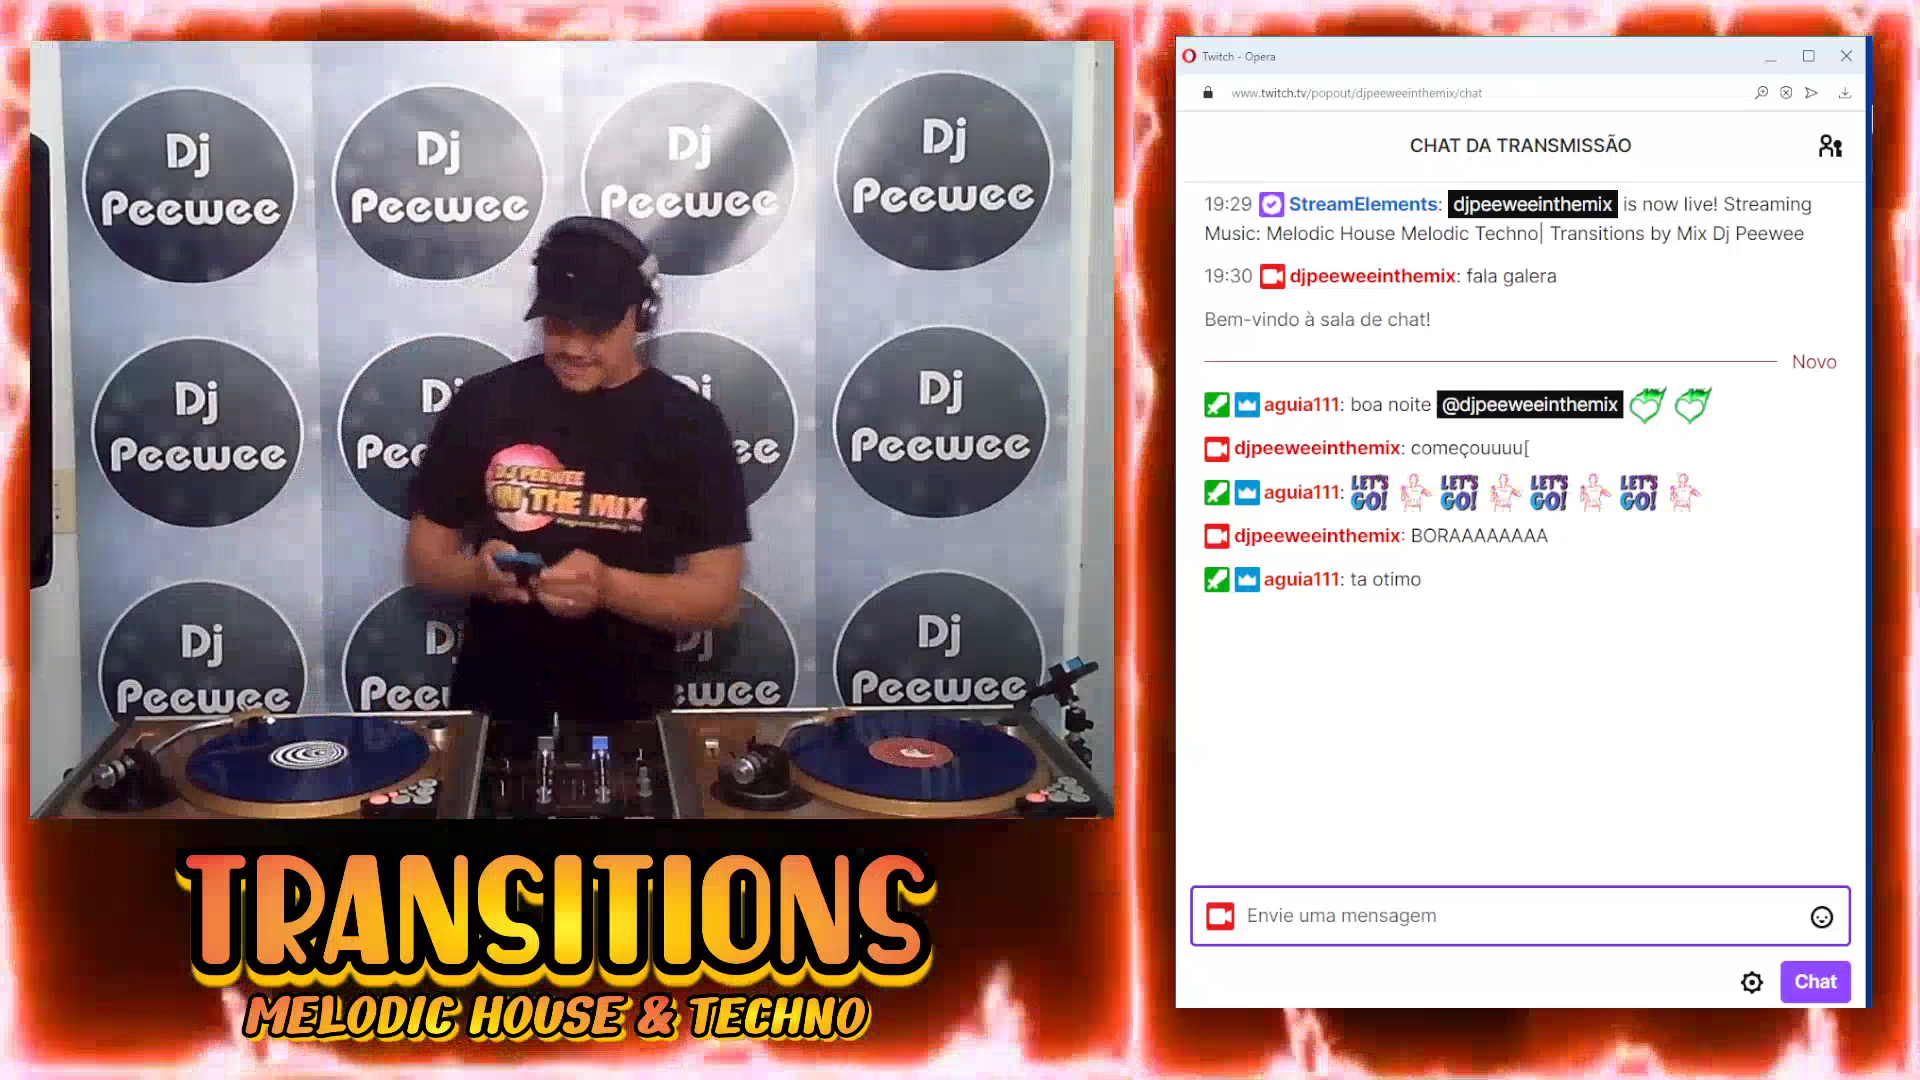 Dj
Peewee
Dj
Peewee
Dj
Peewee
Dj
Peewee
Dj
Peewee
Dj
Peewee
Dj
Peewee
Dj
Peewee
DJ PEEWEE
IN THE MIX
TRANSITIONS
MELODIC HOUSE & TECHNO
Twitch - Opera
www.twitch.tv/popout/djpeeweeinthemix/chat
CHAT DA TRANSMISSÃO
19:29 StreamElements: djpeeweeinthemix is now live! Streaming
Music: Melodic House Melodic Techno| Transitions by Mix Dj Peewee
19:30 djpeeweeinthemix: fala galera
Bem-vindo à sala de chat!
Novo
aguia111: boa noite @djpeeweeinthemix
djpeeweeinthemix: começouuuu[
aguia111: LET'S GO! LET'S GO! LET'S GO! LET'S GO!
djpeeweeinthemix: BORAAAAAAAA
aguia111: ta otimo
Envie uma mensagem
Chat